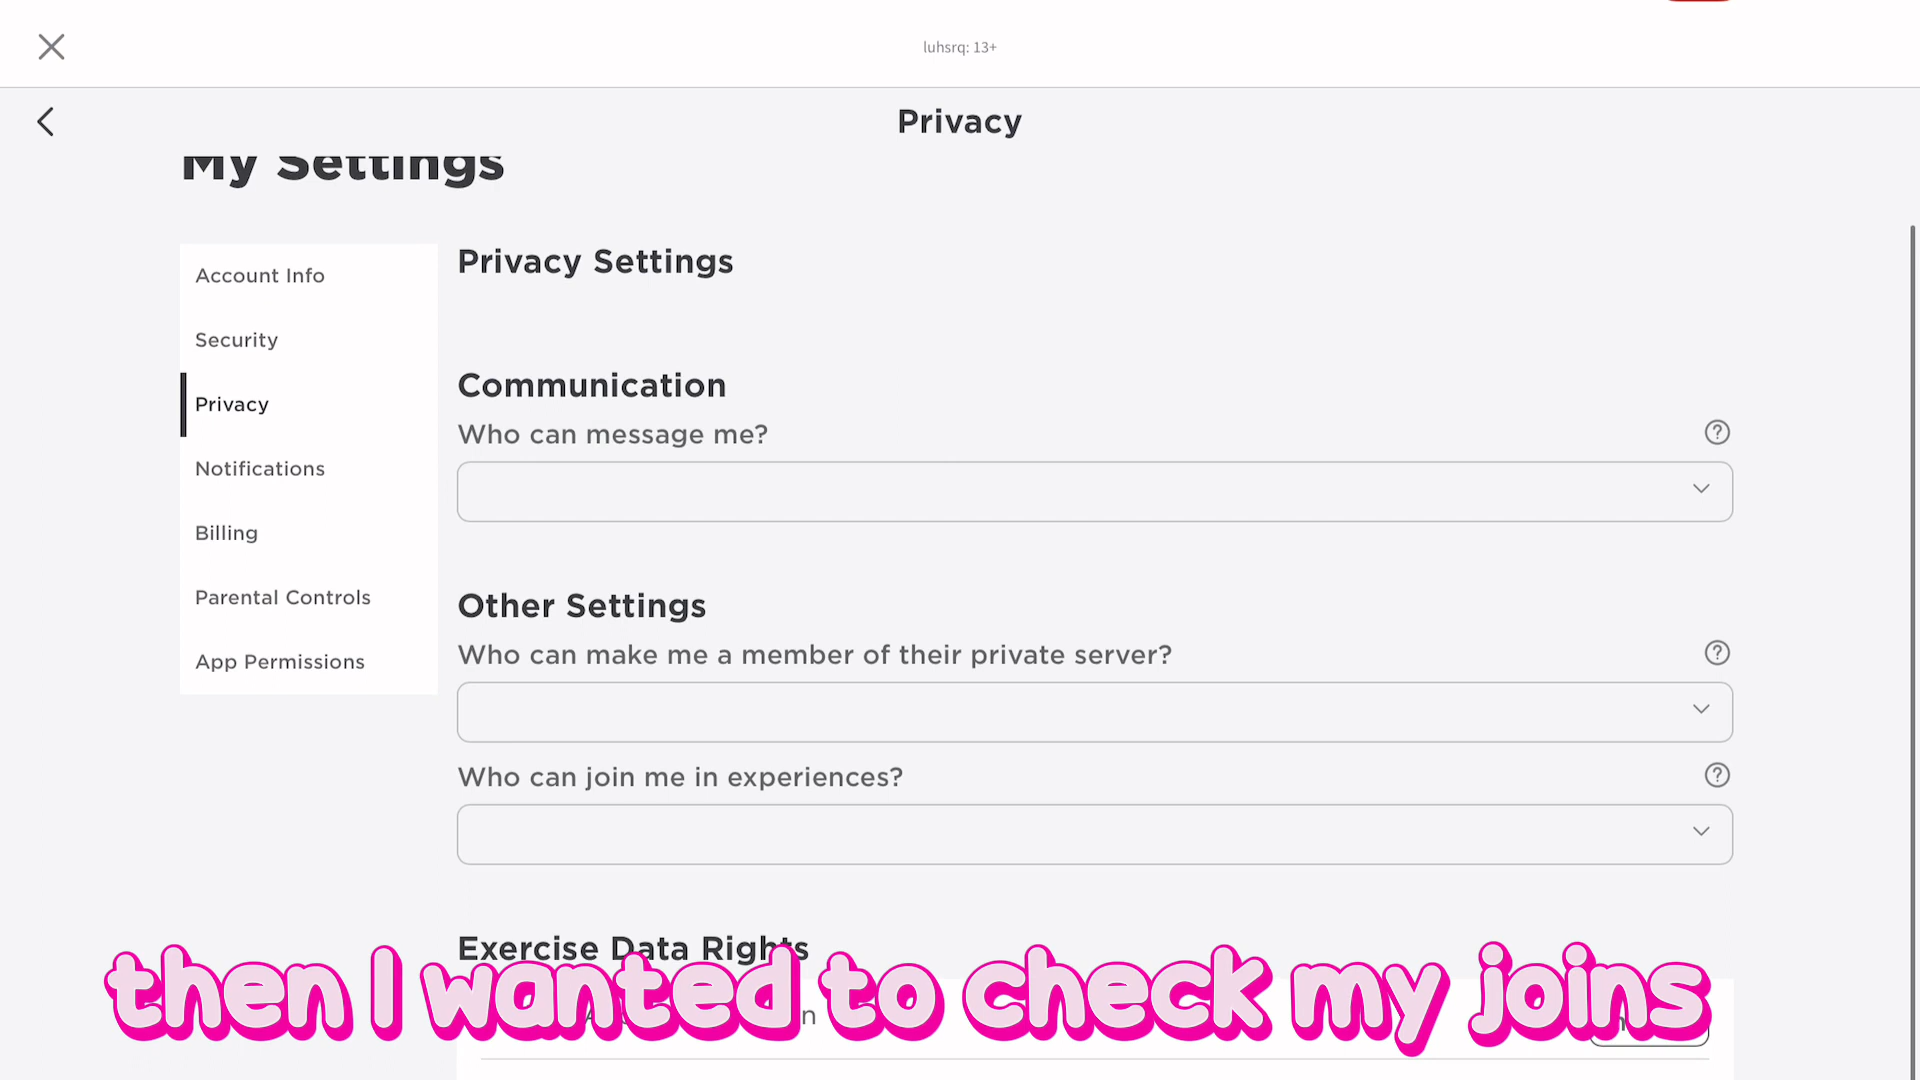 luhsrq: 13+
Privacy
My Settings
Account Info
Security
Privacy
Notifications
Billing
Parental Controls
App Permissions
Privacy Settings
Communication
Who can message me?
Other Settings
Who can make me a member of their private server?
Who can join me in experiences?
Exercise Data Rights
then I wanted to check my joins